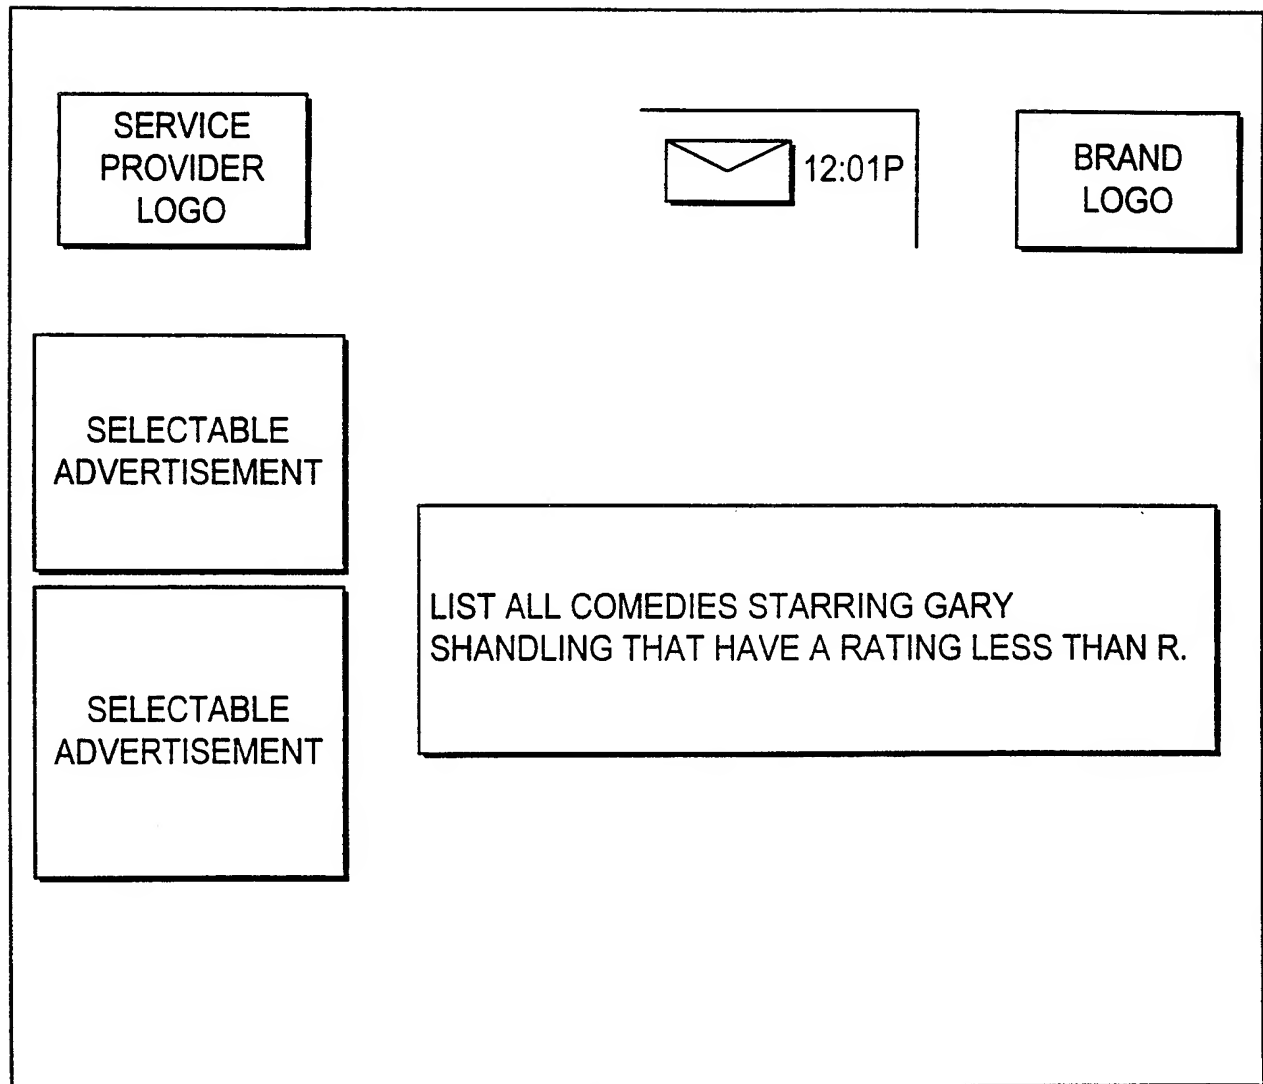 SERVICE
PROVIDER
LOGO
12:01P
BRAND
LOGO
SELECTABLE
ADVERTISEMENT
SELECTABLE
ADVERTISEMENT
LIST ALL COMEDIES STARRING GARY
SHANDLING THAT HAVE A RATING LESS THAN R.